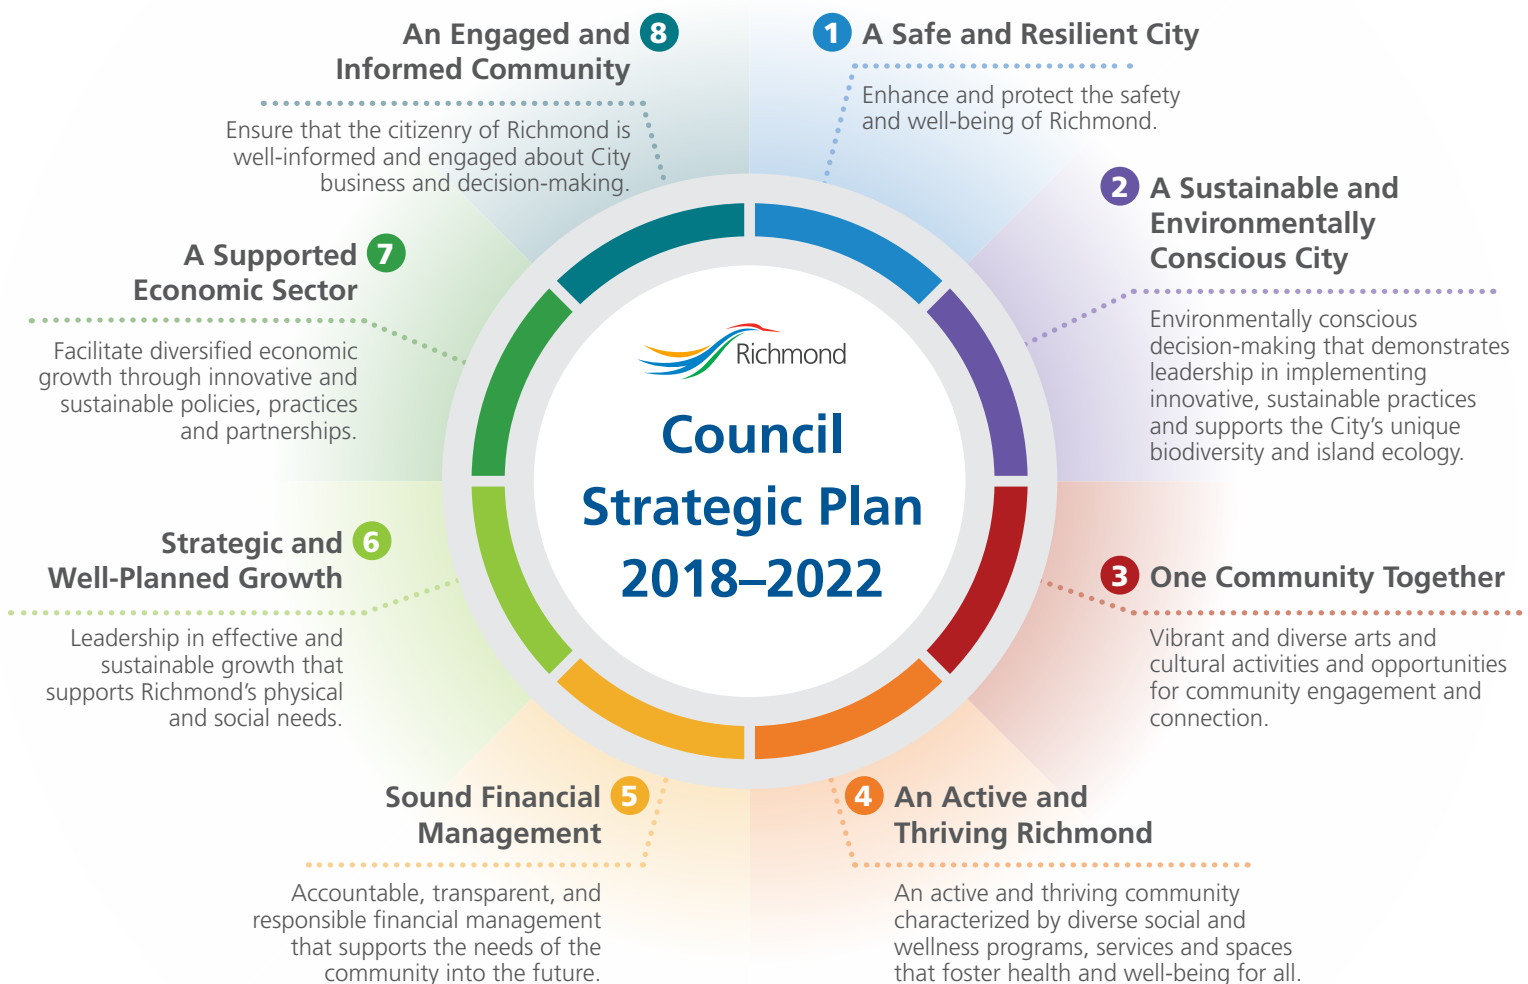 Richmond
Council
Strategic Plan
2018–2022
1 A Safe and Resilient City
Enhance and protect the safety
and well-being of Richmond.
2 A Sustainable and
Environmentally
Conscious City
Environmentally conscious
decision-making that demonstrates
leadership in implementing
innovative, sustainable practices
and supports the City’s unique
biodiversity and island ecology.
3 One Community Together
Vibrant and diverse arts and
cultural activities and opportunities
for community engagement and
connection.
4 An Active and
Thriving Richmond
An active and thriving community
characterized by diverse social and
wellness programs, services and spaces
that foster health and well-being for all.
Sound Financial 5
Management
Accountable, transparent, and
responsible financial management
that supports the needs of the
community into the future.
Strategic and 6
Well-Planned Growth
Leadership in effective and
sustainable growth that
supports Richmond’s physical
and social needs.
A Supported 7
Economic Sector
Facilitate diversified economic
growth through innovative and
sustainable policies, practices
and partnerships.
An Engaged and 8
Informed Community
Ensure that the citizenry of Richmond is
well-informed and engaged about City
business and decision-making.